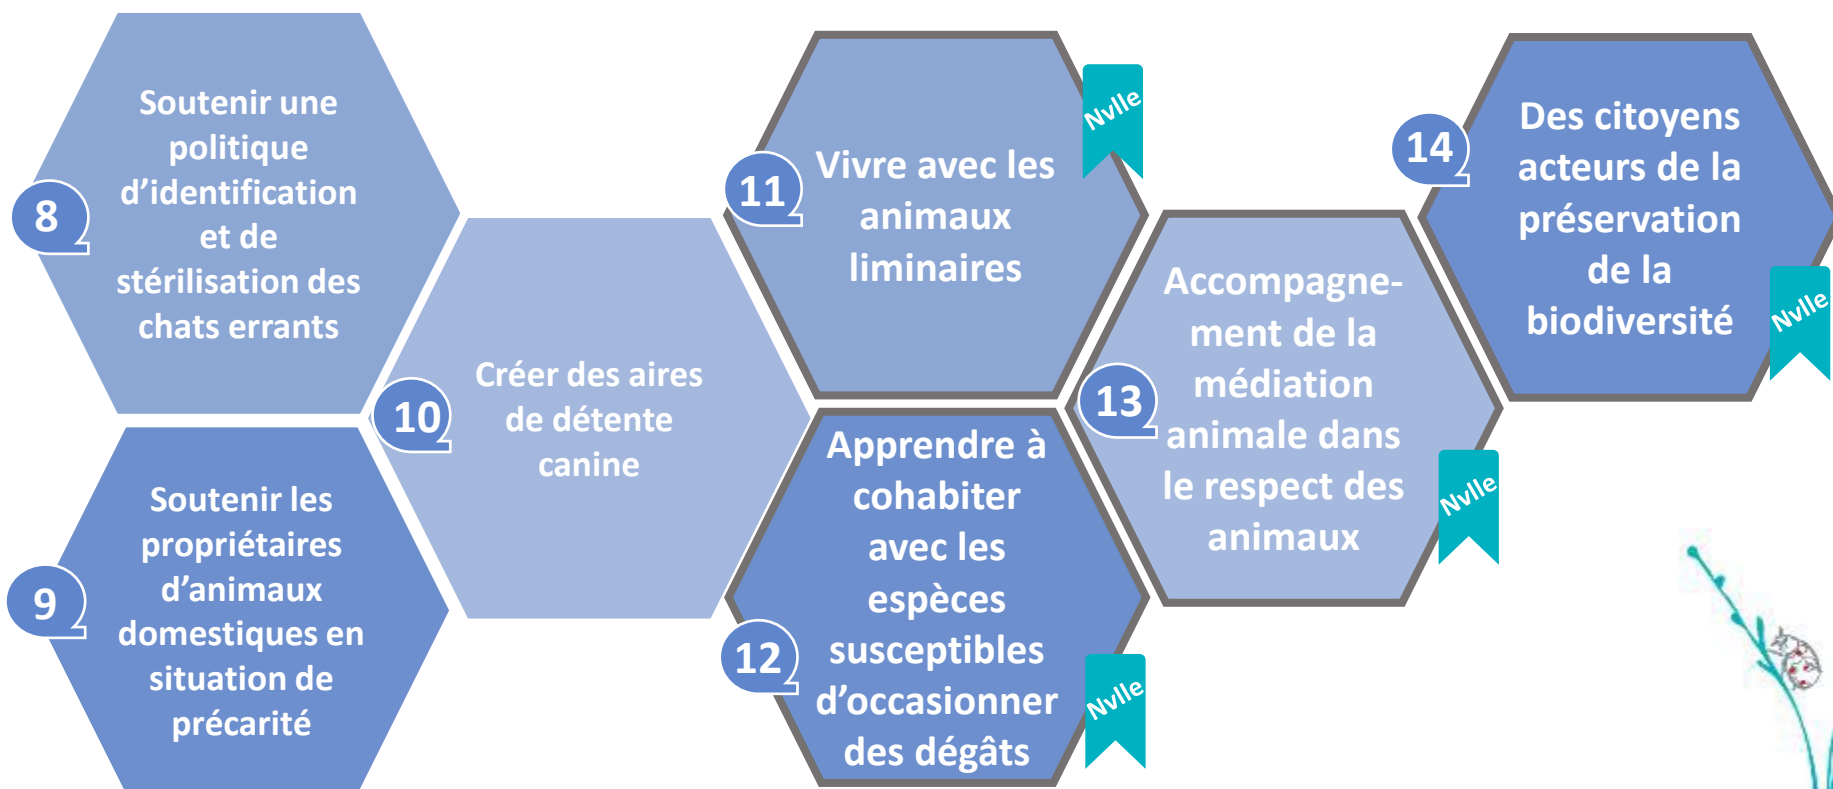 8
Soutenir une
politique
d’identification
et de
stérilisation des
chats errants
9
Soutenir les
propriétaires
d’animaux
domestiques en
situation de
précarité
10
Créer des aires
de détente
canine
11
Vivre avec les
animaux
liminaires
Nvlle
12
Apprendre à
cohabiter
avec les
espèces
susceptibles
d’occasionner
des dégâts
Nvlle
13
Accompagne-
ment de la
médiation
animale dans
le respect des
animaux
Nvlle
14
Des citoyens
acteurs de la
préservation
de la
biodiversité
Nvlle